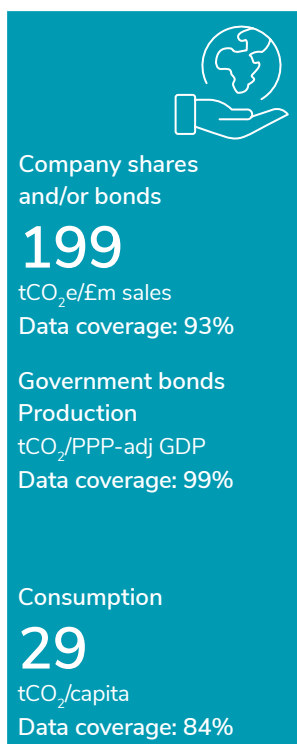 Company shares
and/or bonds
199
tCO₂e/£m sales
Data coverage: 93%
Government bonds
Production
tCO₂/PPP-adj GDP
Data coverage: 99%
Consumption
29
tCO₂/capita
Data coverage: 84%